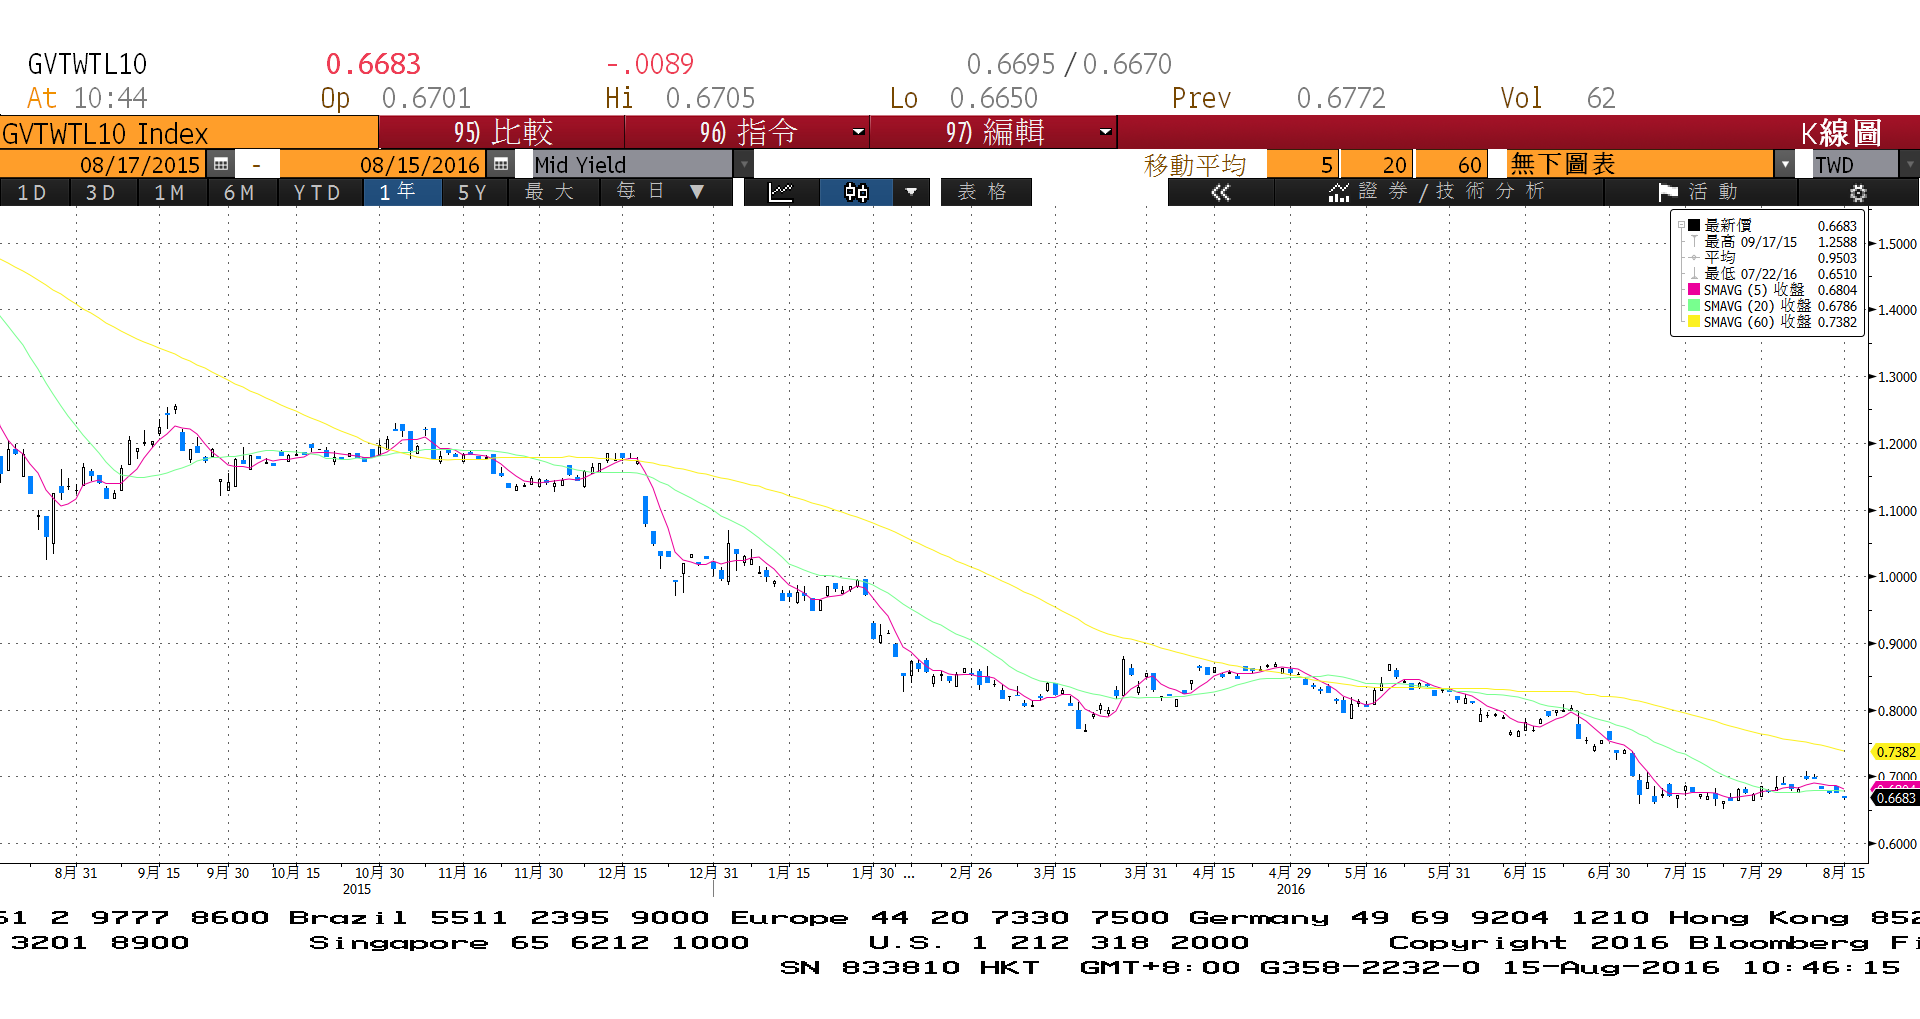 GVTWTL10 0.6683 -.0089 0.6695 / 0.6670
At 10:44 Op 0.6701 Hi 0.6705 Lo 0.6650 Prev 0.6772 Vol 62
GVTWTL10 Index 95) 比較 96) 指令 97) 編輯 K線圖
08/17/2015 - 08/15/2016 Mid Yield 移動平均 5 20 60 無下圖表 TWD
1D 3D 1M 6M YTD 1年 5Y 最大 每日 ▼ 表格 證券/技術分析 活動
最新價 0.6683
最高 09/17/15 1.2588
平均 0.9503
最低 07/22/16 0.6510
SMAVG (5) 收盤 0.6804
SMAVG (20) 收盤 0.6786
SMAVG (60) 收盤 0.7382
1.5000
1.4000
1.3000
1.2000
1.1000
1.0000
0.9000
0.8000
0.7382
0.7000
0.6683
0.6000
8月 31 9月 15 9月 30 10月 15 10月 30 11月 16 11月 30 12月 15 12月 31 1月 15 1月 30 ... 2月 26 3月 15 3月 31 4月 15 4月 29 5月 16 5月 31 6月 15 6月 30 7月 15 7月 29 8月 15
2015 2016
61 2 9777 8600 Brazil 5511 2395 9000 Europe 44 20 7330 7500 Germany 49 69 9204 1210 Hong Kong 852
3201 8900 Singapore 65 6212 1000 U.S. 1 212 318 2000 Copyright 2016 Bloomberg Fi
SN 833810 HKT GMT+8:00 G358-2232-0 15-Aug-2016 10:46:15